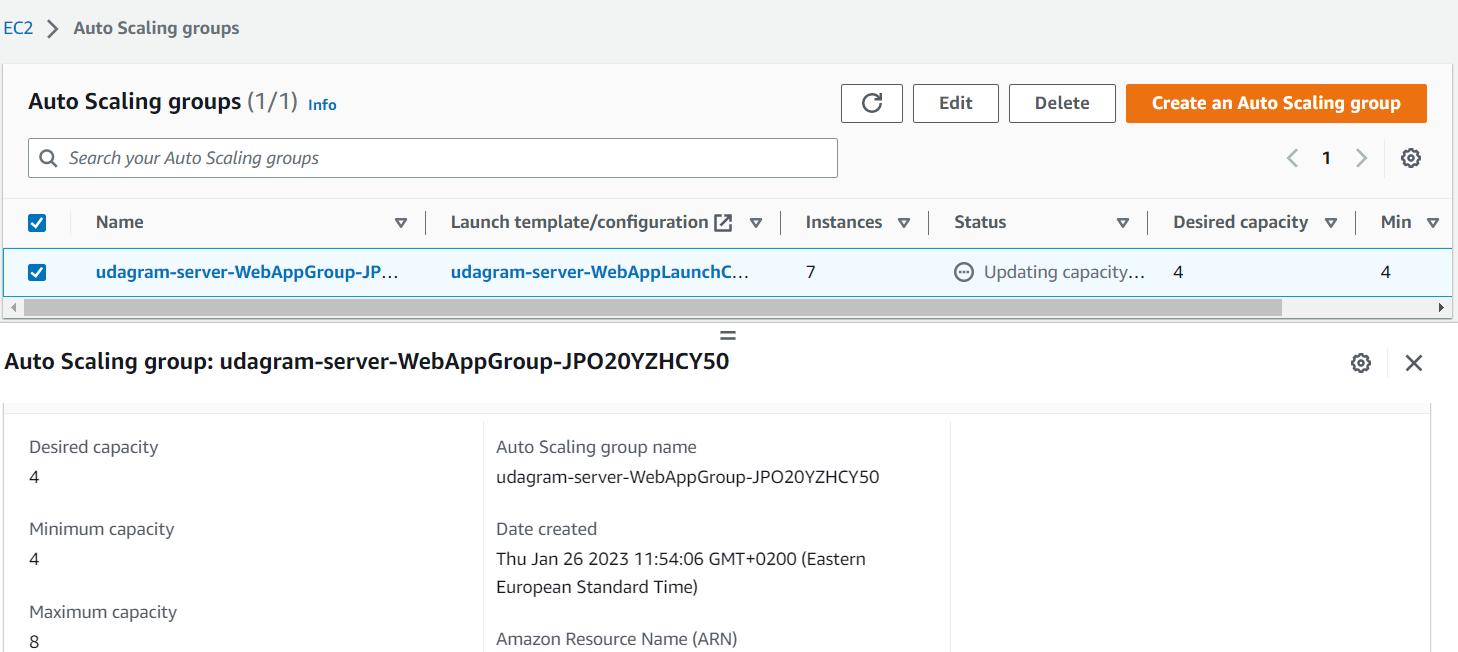 EC2 > Auto Scaling groups
Auto Scaling groups (1/1) Info
Edit
Delete
Create an Auto Scaling group
Search your Auto Scaling groups
1
Name
Launch template/configuration
Instances
Status
Desired capacity
Min
udagram-server-WebAppGroup-JP...
udagram-server-WebAppLaunchC...
7
Updating capacity...
4
4
Auto Scaling group: udagram-server-WebAppGroup-JPO20YZHCY50
Desired capacity
4
Minimum capacity
4
Maximum capacity
8
Auto Scaling group name
udagram-server-WebAppGroup-JPO20YZHCY50
Date created
Thu Jan 26 2023 11:54:06 GMT+0200 (Eastern
European Standard Time)
Amazon Resource Name (ARN)